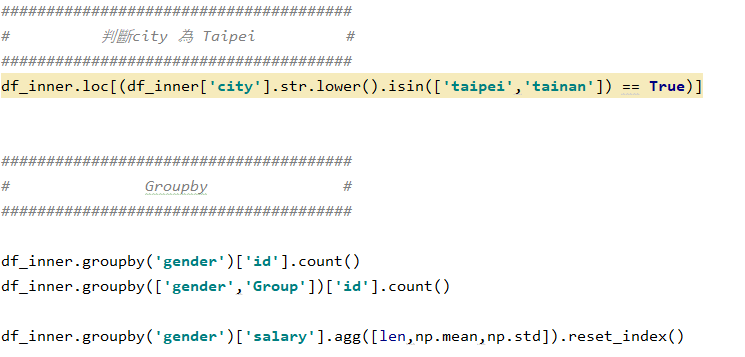 #######################################
#          判斷city 為 Taipei          #
#######################################
df_inner.loc[(df_inner['city'].str.lower().isin(['taipei','tainan']) == True)]
#######################################
#               Groupby               #
#######################################
df_inner.groupby('gender')['id'].count()
df_inner.groupby(['gender','Group'])['id'].count()
df_inner.groupby('gender')['salary'].agg([len,np.mean,np.std]).reset_index()